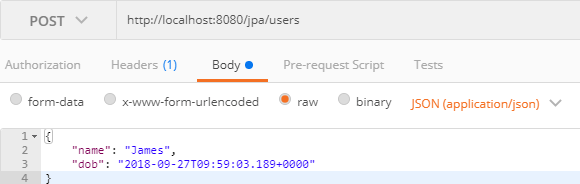 POST http://localhost:8080/jpa/users
Authorization Headers (1) Body Pre-request Script Tests
form-data x-www-form-urlencoded raw binary JSON (application/json)
1 {
2 "name": "James",
3 "dob": "2018-09-27T09:59:03.189+0000"
4 }